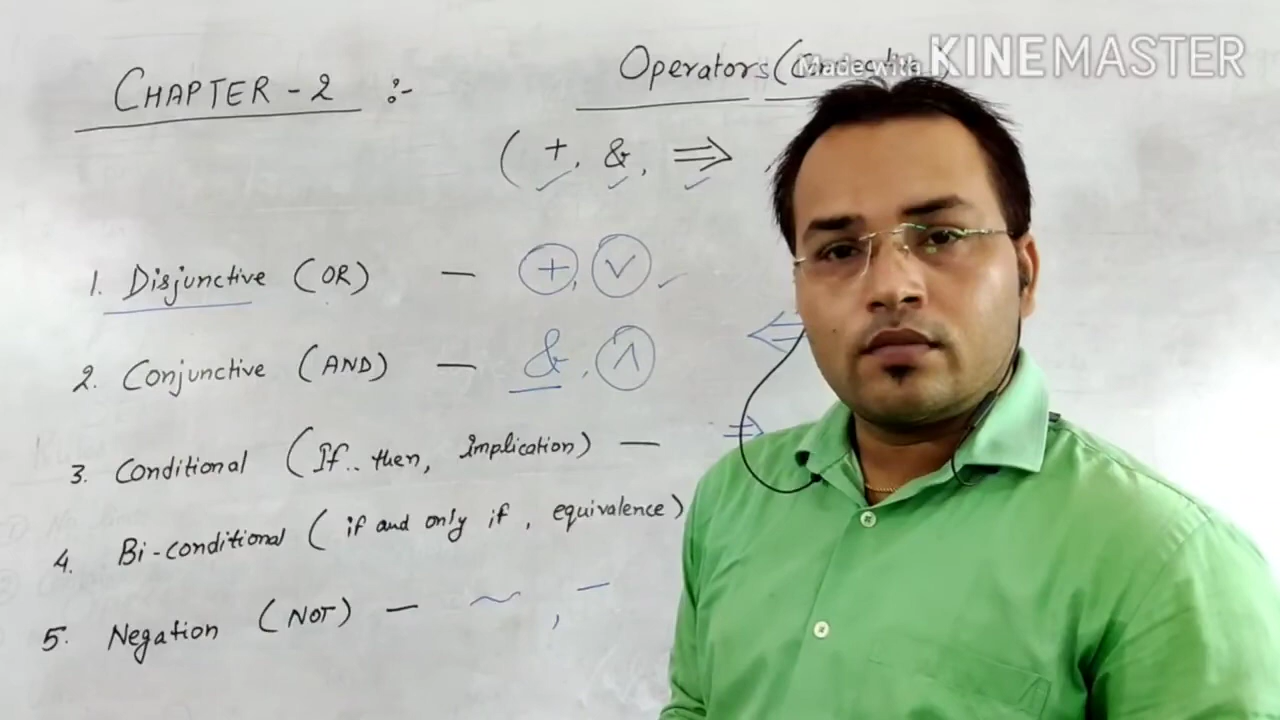 CHAPTER - 2 :- Operators (
Made with KINEMASTER
( +, &, ⇒
1. Disjunctive (OR) — +, ∨
2. Conjunctive (AND) — &, ∧
3. Conditional (If.. then, Implication) —
4. Bi-conditional ( if and only if , equivalence)
5. Negation (NOT) — ~ , –